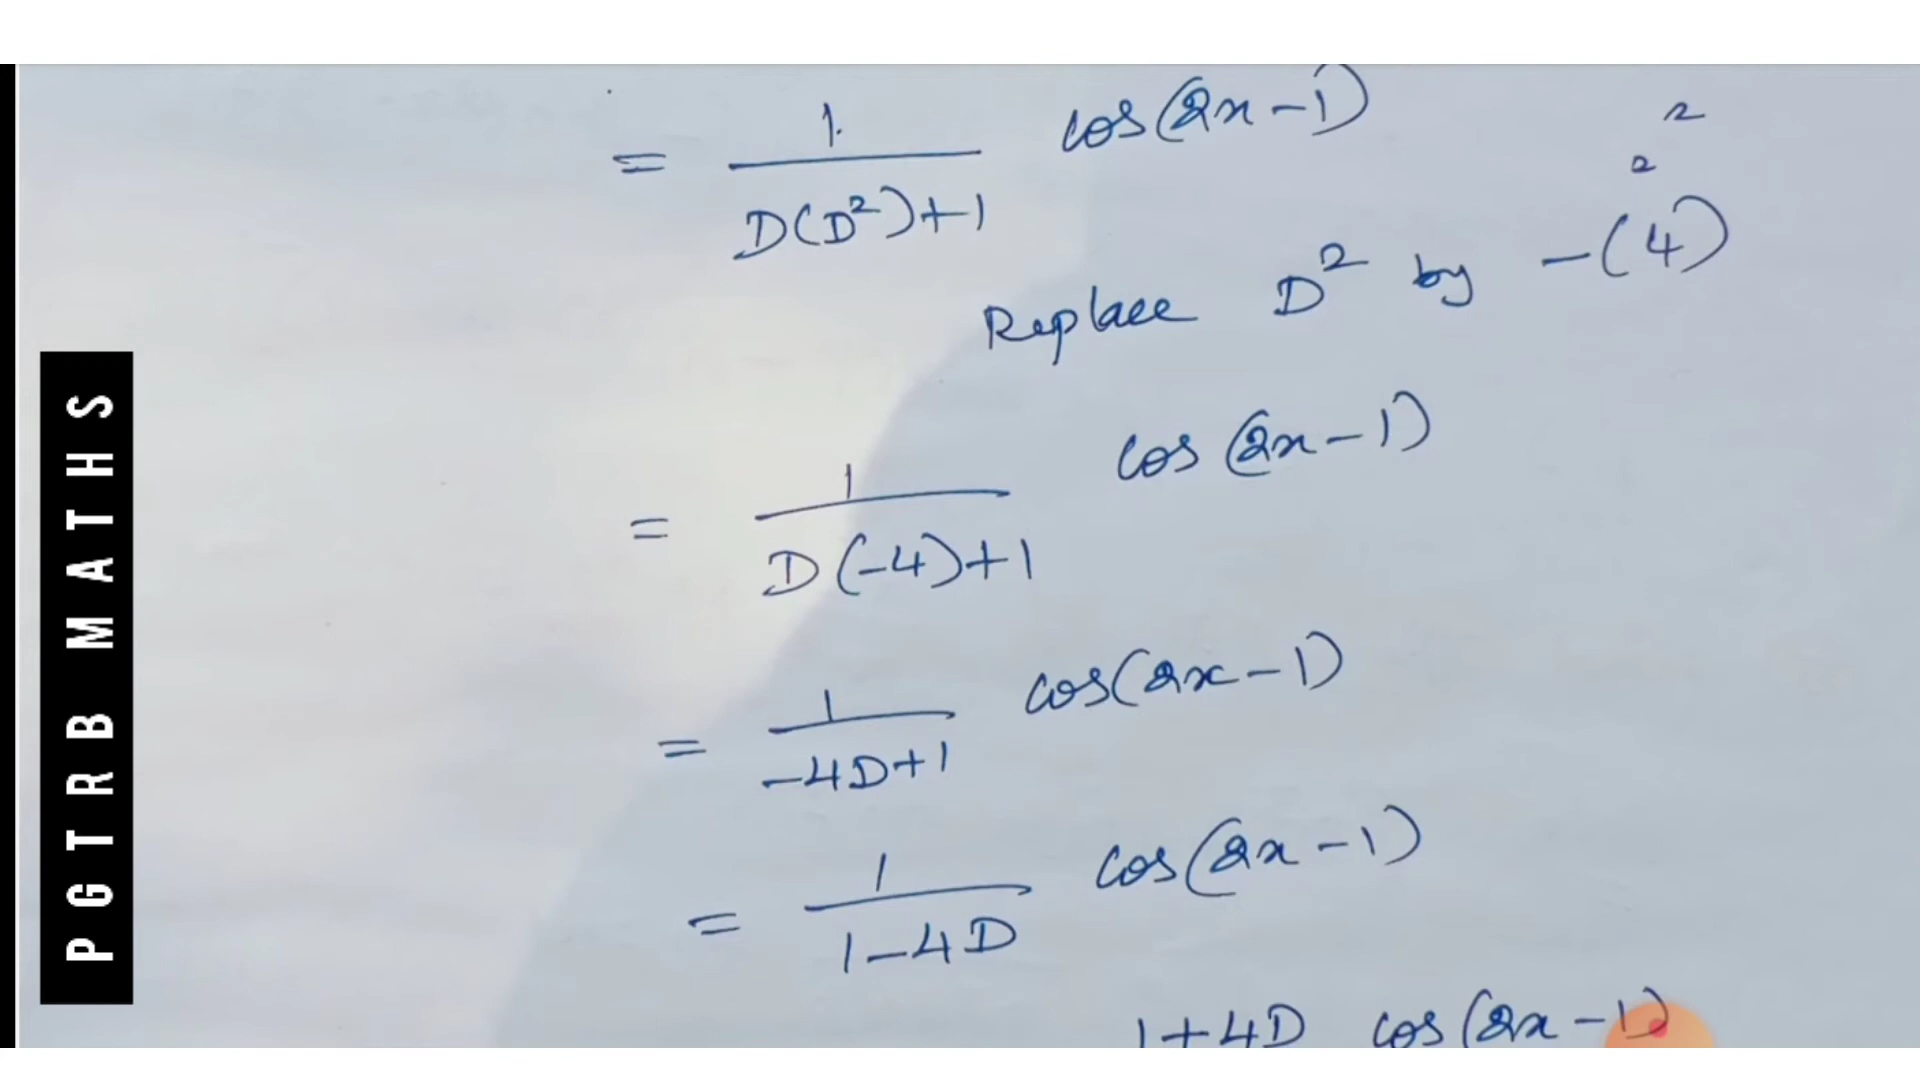 = 1 / D(D²)+1 cos(2x-1)
2
2
Replace D² by -(4)
= 1 / D(-4)+1 cos(2x-1)
= 1 / -4D+1 cos(2x-1)
= 1 / 1-4D cos(2x-1)
1+4D cos(2x-1)
PGTRB MATHS